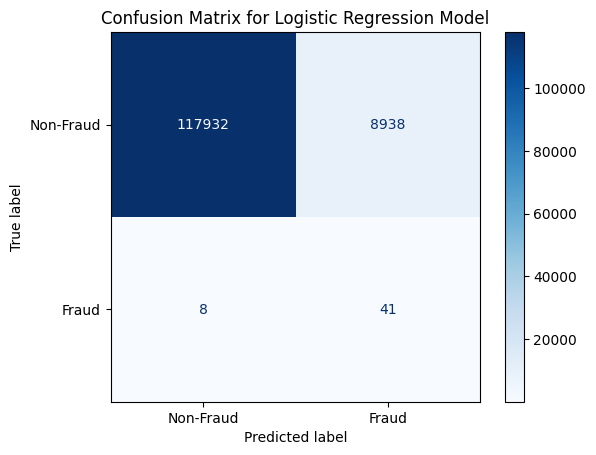 Confusion Matrix for Logistic Regression Model
True label
Non-Fraud
117932
8938
Fraud
8
41
Non-Fraud
Fraud
Predicted label
100000
80000
60000
40000
20000